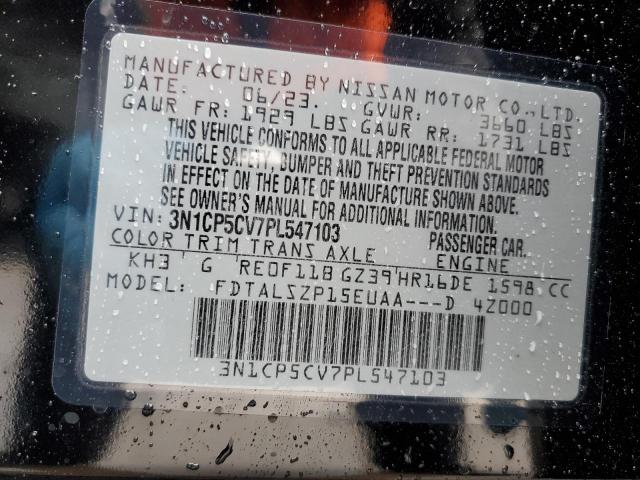 MANUFACTURED BY NISSAN MOTOR CO., LTD.
DATE: 06/23. GVWR: 3660 LBS
GAWR FR: 1929 LBS GAWR RR: 1731 LBS
THIS VEHICLE CONFORMS TO ALL APPLICABLE FEDERAL MOTOR
VEHICLE SAFETY, BUMPER AND THEFT PREVENTION STANDARDS
IN EFFECT ON THE DATE OF MANUFACTURE SHOWN ABOVE.
SEE OWNER'S MANUAL FOR ADDITIONAL INFORMATION.
VIN: 3N1CP5CV7PL547103 PASSENGER CAR.
COLOR TRIM TRANS AXLE ENGINE
KH3 G RE0F11B GZ39 HR16DE 1598 CC
MODEL: FDTALSZP15EUAA---D 4Z000
3N1CP5CV7PL547103